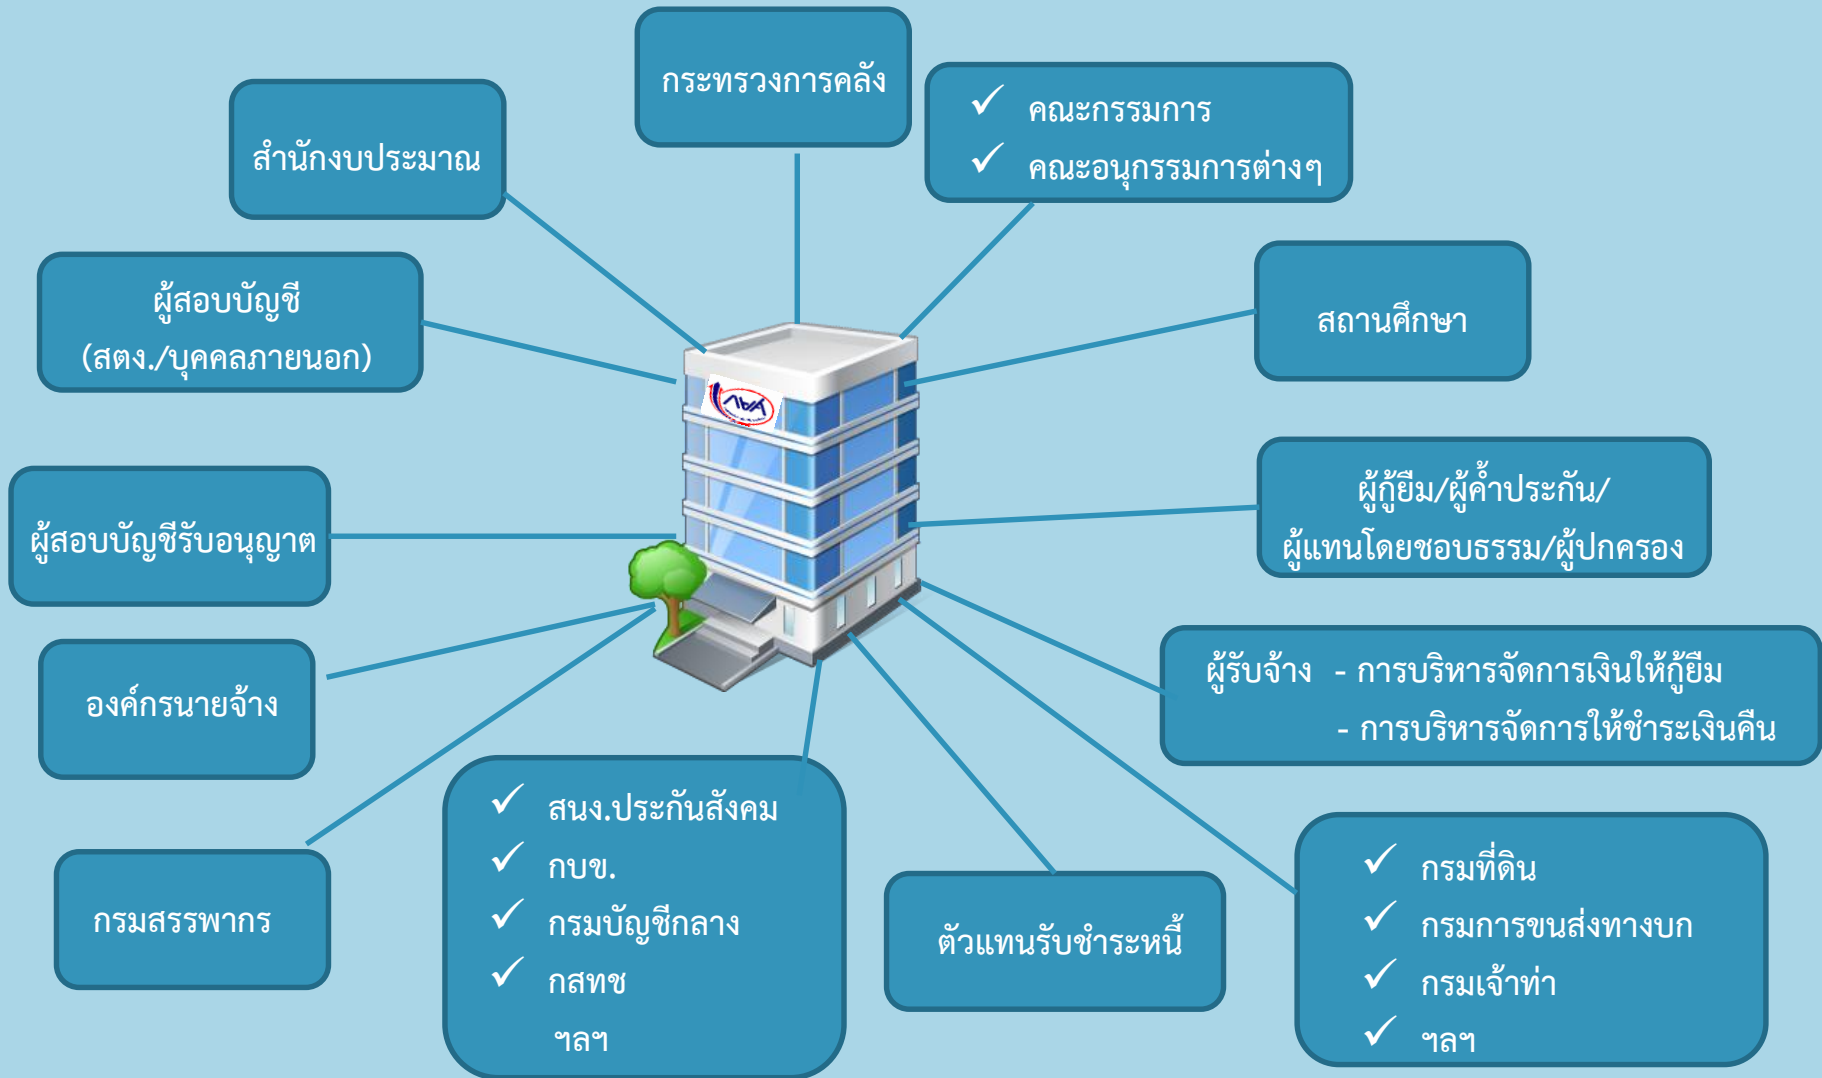 กระทรวงการคลัง
สำนักงบประมาณ
✓ คณะกรรมการ
✓ คณะอนุกรรมการต่างๆ
ผู้สอบบัญชี
(สตง./บุคคลภายนอก)
สถานศึกษา
กยศ
ผู้สอบบัญชีรับอนุญาต
ผู้กู้ยืม/ผู้ค้ำประกัน/
ผู้แทนโดยชอบธรรม/ผู้ปกครอง
องค์กรนายจ้าง
ผู้รับจ้าง - การบริหารจัดการเงินให้กู้ยืม
- การบริหารจัดการให้ชำระเงินคืน
กรมสรรพากร
✓ สนง.ประกันสังคม
✓ กบข.
✓ กรมบัญชีกลาง
✓ กสทช
ฯลฯ
ตัวแทนรับชำระหนี้
✓ กรมที่ดิน
✓ กรมการขนส่งทางบก
✓ กรมเจ้าท่า
✓ ฯลฯ